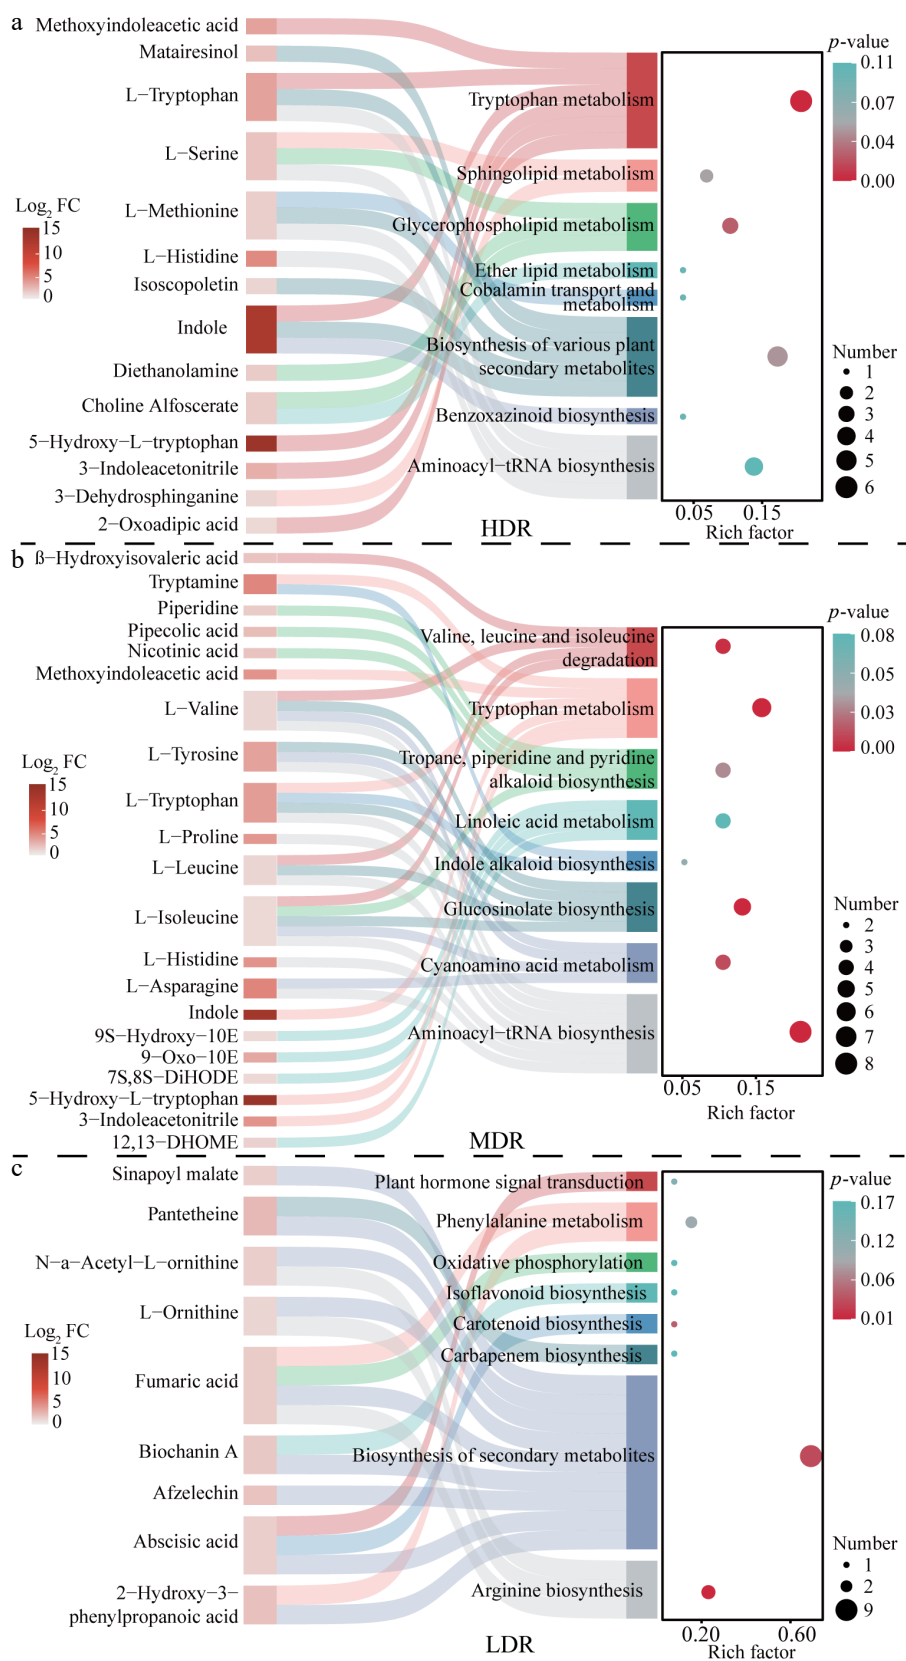 a
Methoxyindoleacetic acid
Matairesinol
L−Tryptophan
L−Serine
L−Methionine
L−Histidine
Isoscopoletin
Indole
Diethanolamine
Choline Alfoscerate
5−Hydroxy−L−tryptophan
3−Indoleacetonitrile
3−Dehydrosphinganine
2−Oxoadipic acid
Log2 FC
15
10
5
0
Tryptophan metabolism
Sphingolipid metabolism
Glycerophospholipid metabolism
Ether lipid metabolism
Cobalamin transport and
metabolism
Biosynthesis of various plant
secondary metabolites
Benzoxazinoid biosynthesis
Aminoacyl−tRNA biosynthesis
HDR
0.05
0.15
Rich factor
p-value
0.11
0.07
0.04
0.00
Number
1
2
3
4
5
6
b
ß−Hydroxyisovaleric acid
Tryptamine
Piperidine
Pipecolic acid
Nicotinic acid
Methoxyindoleacetic acid
L−Valine
L−Tyrosine
L−Tryptophan
L−Proline
L−Leucine
L−Isoleucine
L−Histidine
L−Asparagine
Indole
9S−Hydroxy−10E
9−Oxo−10E
7S,8S−DiHODE
5−Hydroxy−L−tryptophan
3−Indoleacetonitrile
12,13−DHOME
Log2 FC
15
10
5
0
Valine, leucine and isoleucine
degradation
Tryptophan metabolism
Tropane, piperidine and pyridine
alkaloid biosynthesis
Linoleic acid metabolism
Indole alkaloid biosynthesis
Glucosinolate biosynthesis
Cyanoamino acid metabolism
Aminoacyl−tRNA biosynthesis
MDR
0.05
0.15
Rich factor
p-value
0.08
0.05
0.03
0.00
Number
2
3
4
5
6
7
8
c
Sinapoyl malate
Pantetheine
N−a−Acetyl−L−ornithine
L−Ornithine
Fumaric acid
Biochanin A
Afzelechin
Abscisic acid
2−Hydroxy−3−
phenylpropanoic acid
Log2 FC
15
10
5
0
Plant hormone signal transduction
Phenylalanine metabolism
Oxidative phosphorylation
Isoflavonoid biosynthesis
Carotenoid biosynthesis
Carbapenem biosynthesis
Biosynthesis of secondary metabolites
Arginine biosynthesis
LDR
0.20
0.60
Rich factor
p-value
0.17
0.12
0.06
0.01
Number
1
2
9